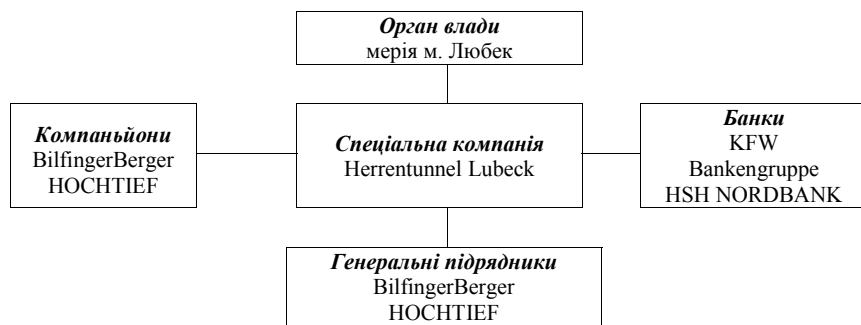 Орган влади
мерія м. Любек
Компаньйони
BilfingerBerger
HOCHTIEF
Спеціальна компанія
Herrentunnel Lubeck
Банки
KFW
Bankengruppe
HSH NORDBANK
Генеральні підрядники
BilfingerBerger
HOCHTIEF